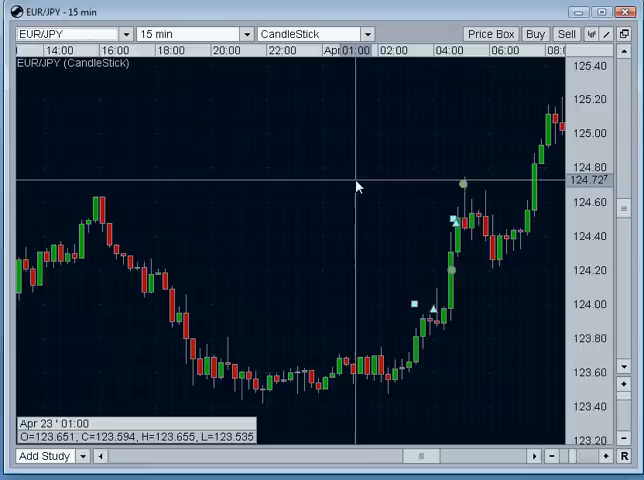 EUR/JPY - 15 min
EUR/JPY 15 min CandleStick Price Box Buy Sell
14:00 16:00 18:00 20:00 22:00 Apr 01:00 02:00 04:00 06:00 08:
EUR/JPY (CandleStick)
125.40
125.20
125.00
124.80
124.72⁷
124.60
124.40
124.20
124.00
123.80
123.60
123.40
123.20
Apr 23 ' 01:00
O=123.651, C=123.594, H=123.655, L=123.535
Add Study R